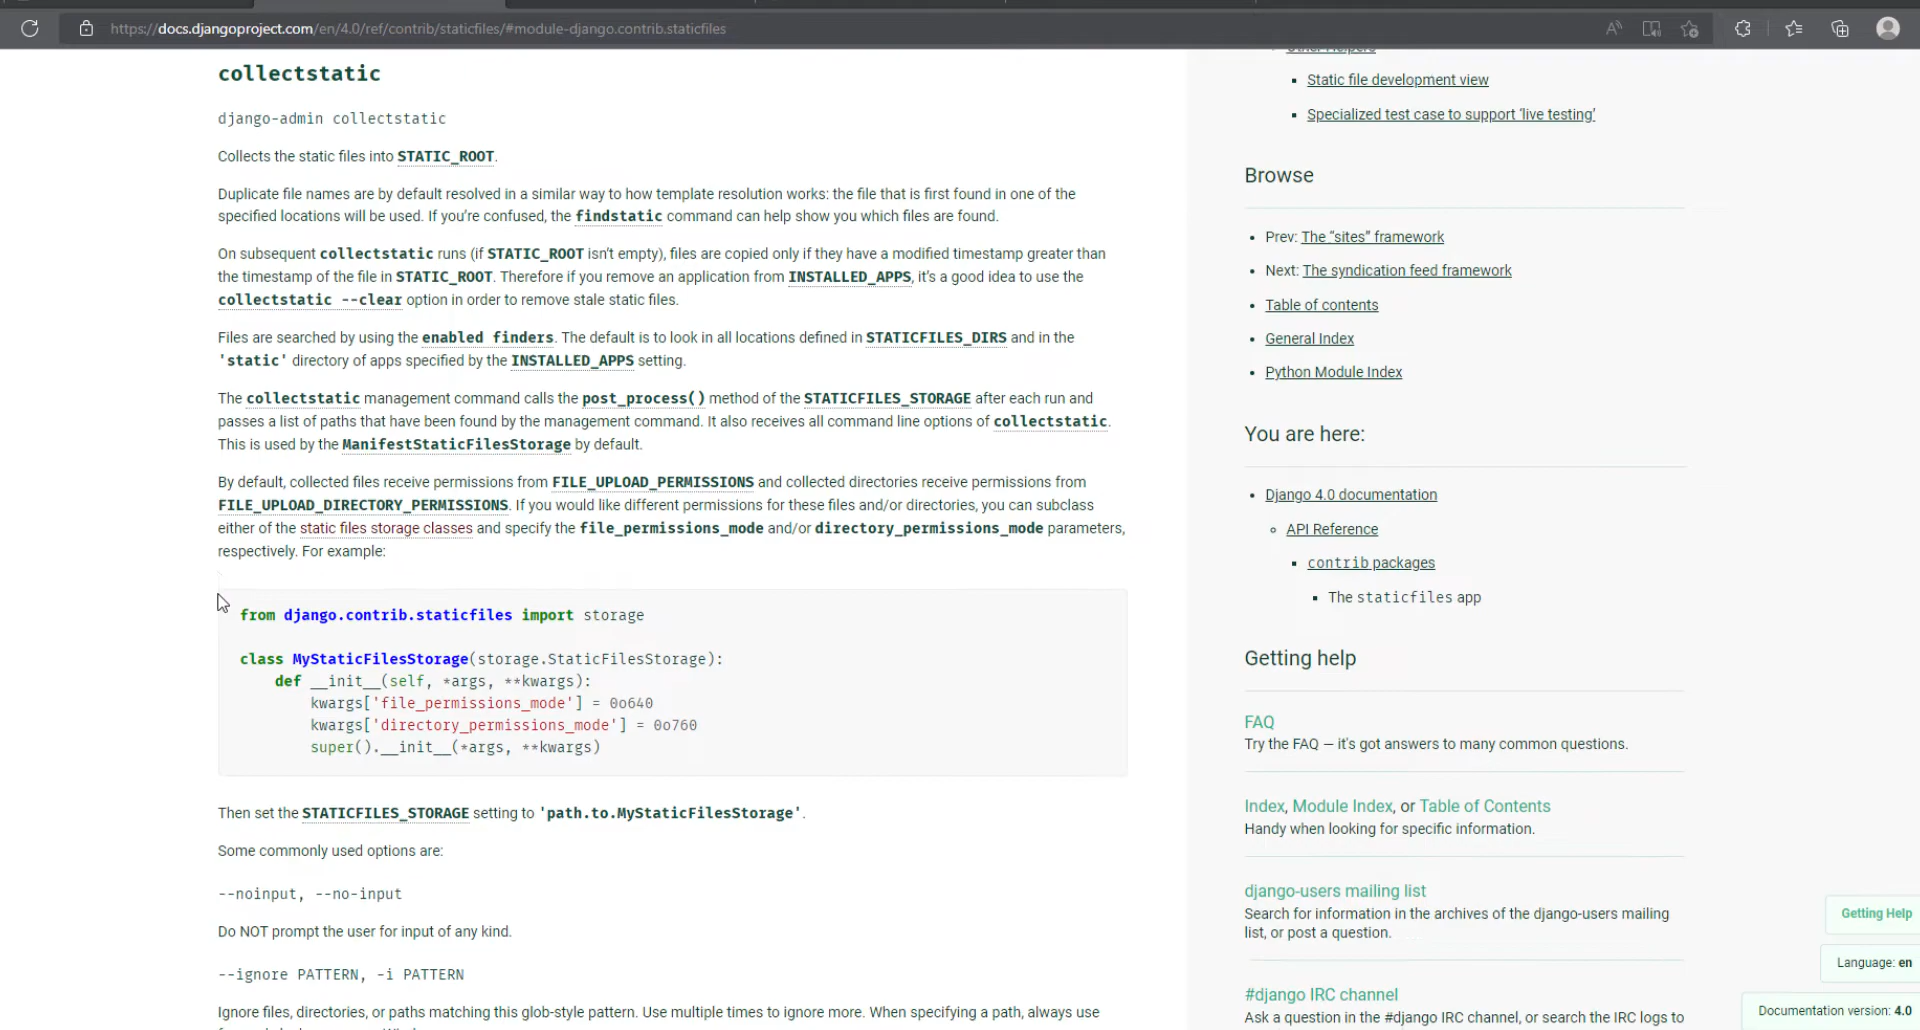 https://docs.djangoproject.com/en/4.0/ref/contrib/staticfiles/#module-django.contrib.staticfiles
collectstatic
django-admin collectstatic
Collects the static files into STATIC_ROOT.
Duplicate file names are by default resolved in a similar way to how template resolution works: the file that is first found in one of the
specified locations will be used. If you’re confused, the findstatic command can help show you which files are found.
On subsequent collectstatic runs (if STATIC_ROOT isn’t empty), files are copied only if they have a modified timestamp greater than
the timestamp of the file in STATIC_ROOT. Therefore if you remove an application from INSTALLED_APPS, it’s a good idea to use the
collectstatic --clear option in order to remove stale static files.
Files are searched by using the enabled finders. The default is to look in all locations defined in STATICFILES_DIRS and in the
'static' directory of apps specified by the INSTALLED_APPS setting.
The collectstatic management command calls the post_process() method of the STATICFILES_STORAGE after each run and
passes a list of paths that have been found by the management command. It also receives all command line options of collectstatic.
This is used by the ManifestStaticFilesStorage by default.
By default, collected files receive permissions from FILE_UPLOAD_PERMISSIONS and collected directories receive permissions from
FILE_UPLOAD_DIRECTORY_PERMISSIONS. If you would like different permissions for these files and/or directories, you can subclass
either of the static files storage classes and specify the file_permissions_mode and/or directory_permissions_mode parameters,
respectively. For example:
from django.contrib.staticfiles import storage
class MyStaticFilesStorage(storage.StaticFilesStorage):
def __init__(self, *args, **kwargs):
kwargs['file_permissions_mode'] = 0o640
kwargs['directory_permissions_mode'] = 0o760
super().__init__(*args, **kwargs)
Then set the STATICFILES_STORAGE setting to 'path.to.MyStaticFilesStorage'.
Some commonly used options are:
--noinput, --no-input
Do NOT prompt the user for input of any kind.
--ignore PATTERN, -i PATTERN
Ignore files, directories, or paths matching this glob-style pattern. Use multiple times to ignore more. When specifying a path, always use
Other Helpers
Static file development view
Specialized test case to support ‘live testing’
Browse
Prev: The “sites” framework
Next: The syndication feed framework
Table of contents
General Index
Python Module Index
You are here:
Django 4.0 documentation
API Reference
contrib packages
The staticfiles app
Getting help
FAQ
Try the FAQ — it's got answers to many common questions.
Index, Module Index, or Table of Contents
Handy when looking for specific information.
django-users mailing list
Search for information in the archives of the django-users mailing
list, or post a question.
#django IRC channel
Ask a question in the #django IRC channel, or search the IRC logs to
Getting Help
Language: en
Documentation version: 4.0